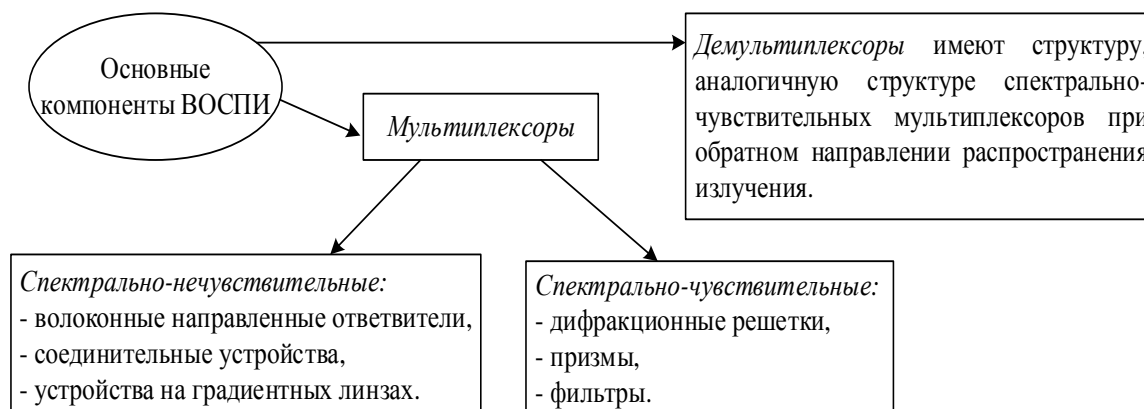 Основные
компоненты ВОСПИ
Мультиплексоры
Демультиплексоры имеют структуру,
аналогичную структуре спектрально-
чувствительных мультиплексоров при
обратном направлении распространения
излучения.
Спектрально-нечувствительные:
- волоконные направленные ответвители,
- соединительные устройства,
- устройства на градиентных линзах.
Спектрально-чувствительные:
- дифракционные решетки,
- призмы,
- фильтры.